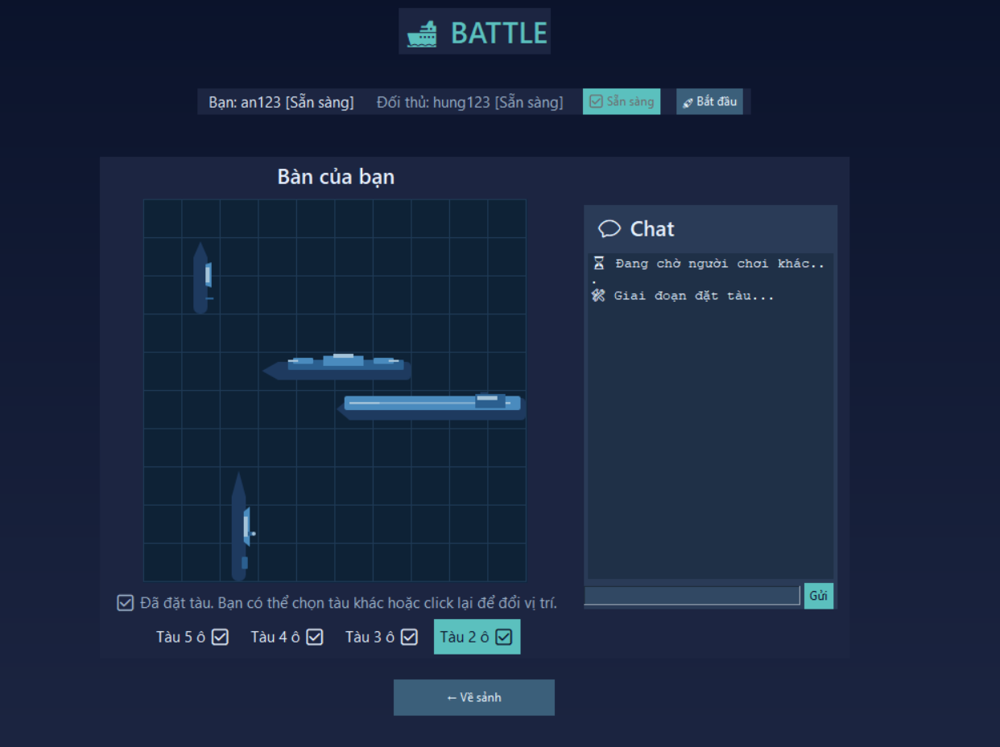 BATTLE
Bạn: an123 [Sẵn sàng] Đối thủ: hung123 [Sẵn sàng] Sẵn sàng Bắt đầu
Bàn của bạn
Chat
Đang chờ người chơi khác..
.
Giai đoạn đặt tàu...
Gửi
Đã đặt tàu. Bạn có thể chọn tàu khác hoặc click lại để đổi vị trí.
Tàu 5 ô Tàu 4 ô Tàu 3 ô Tàu 2 ô
← Về sảnh